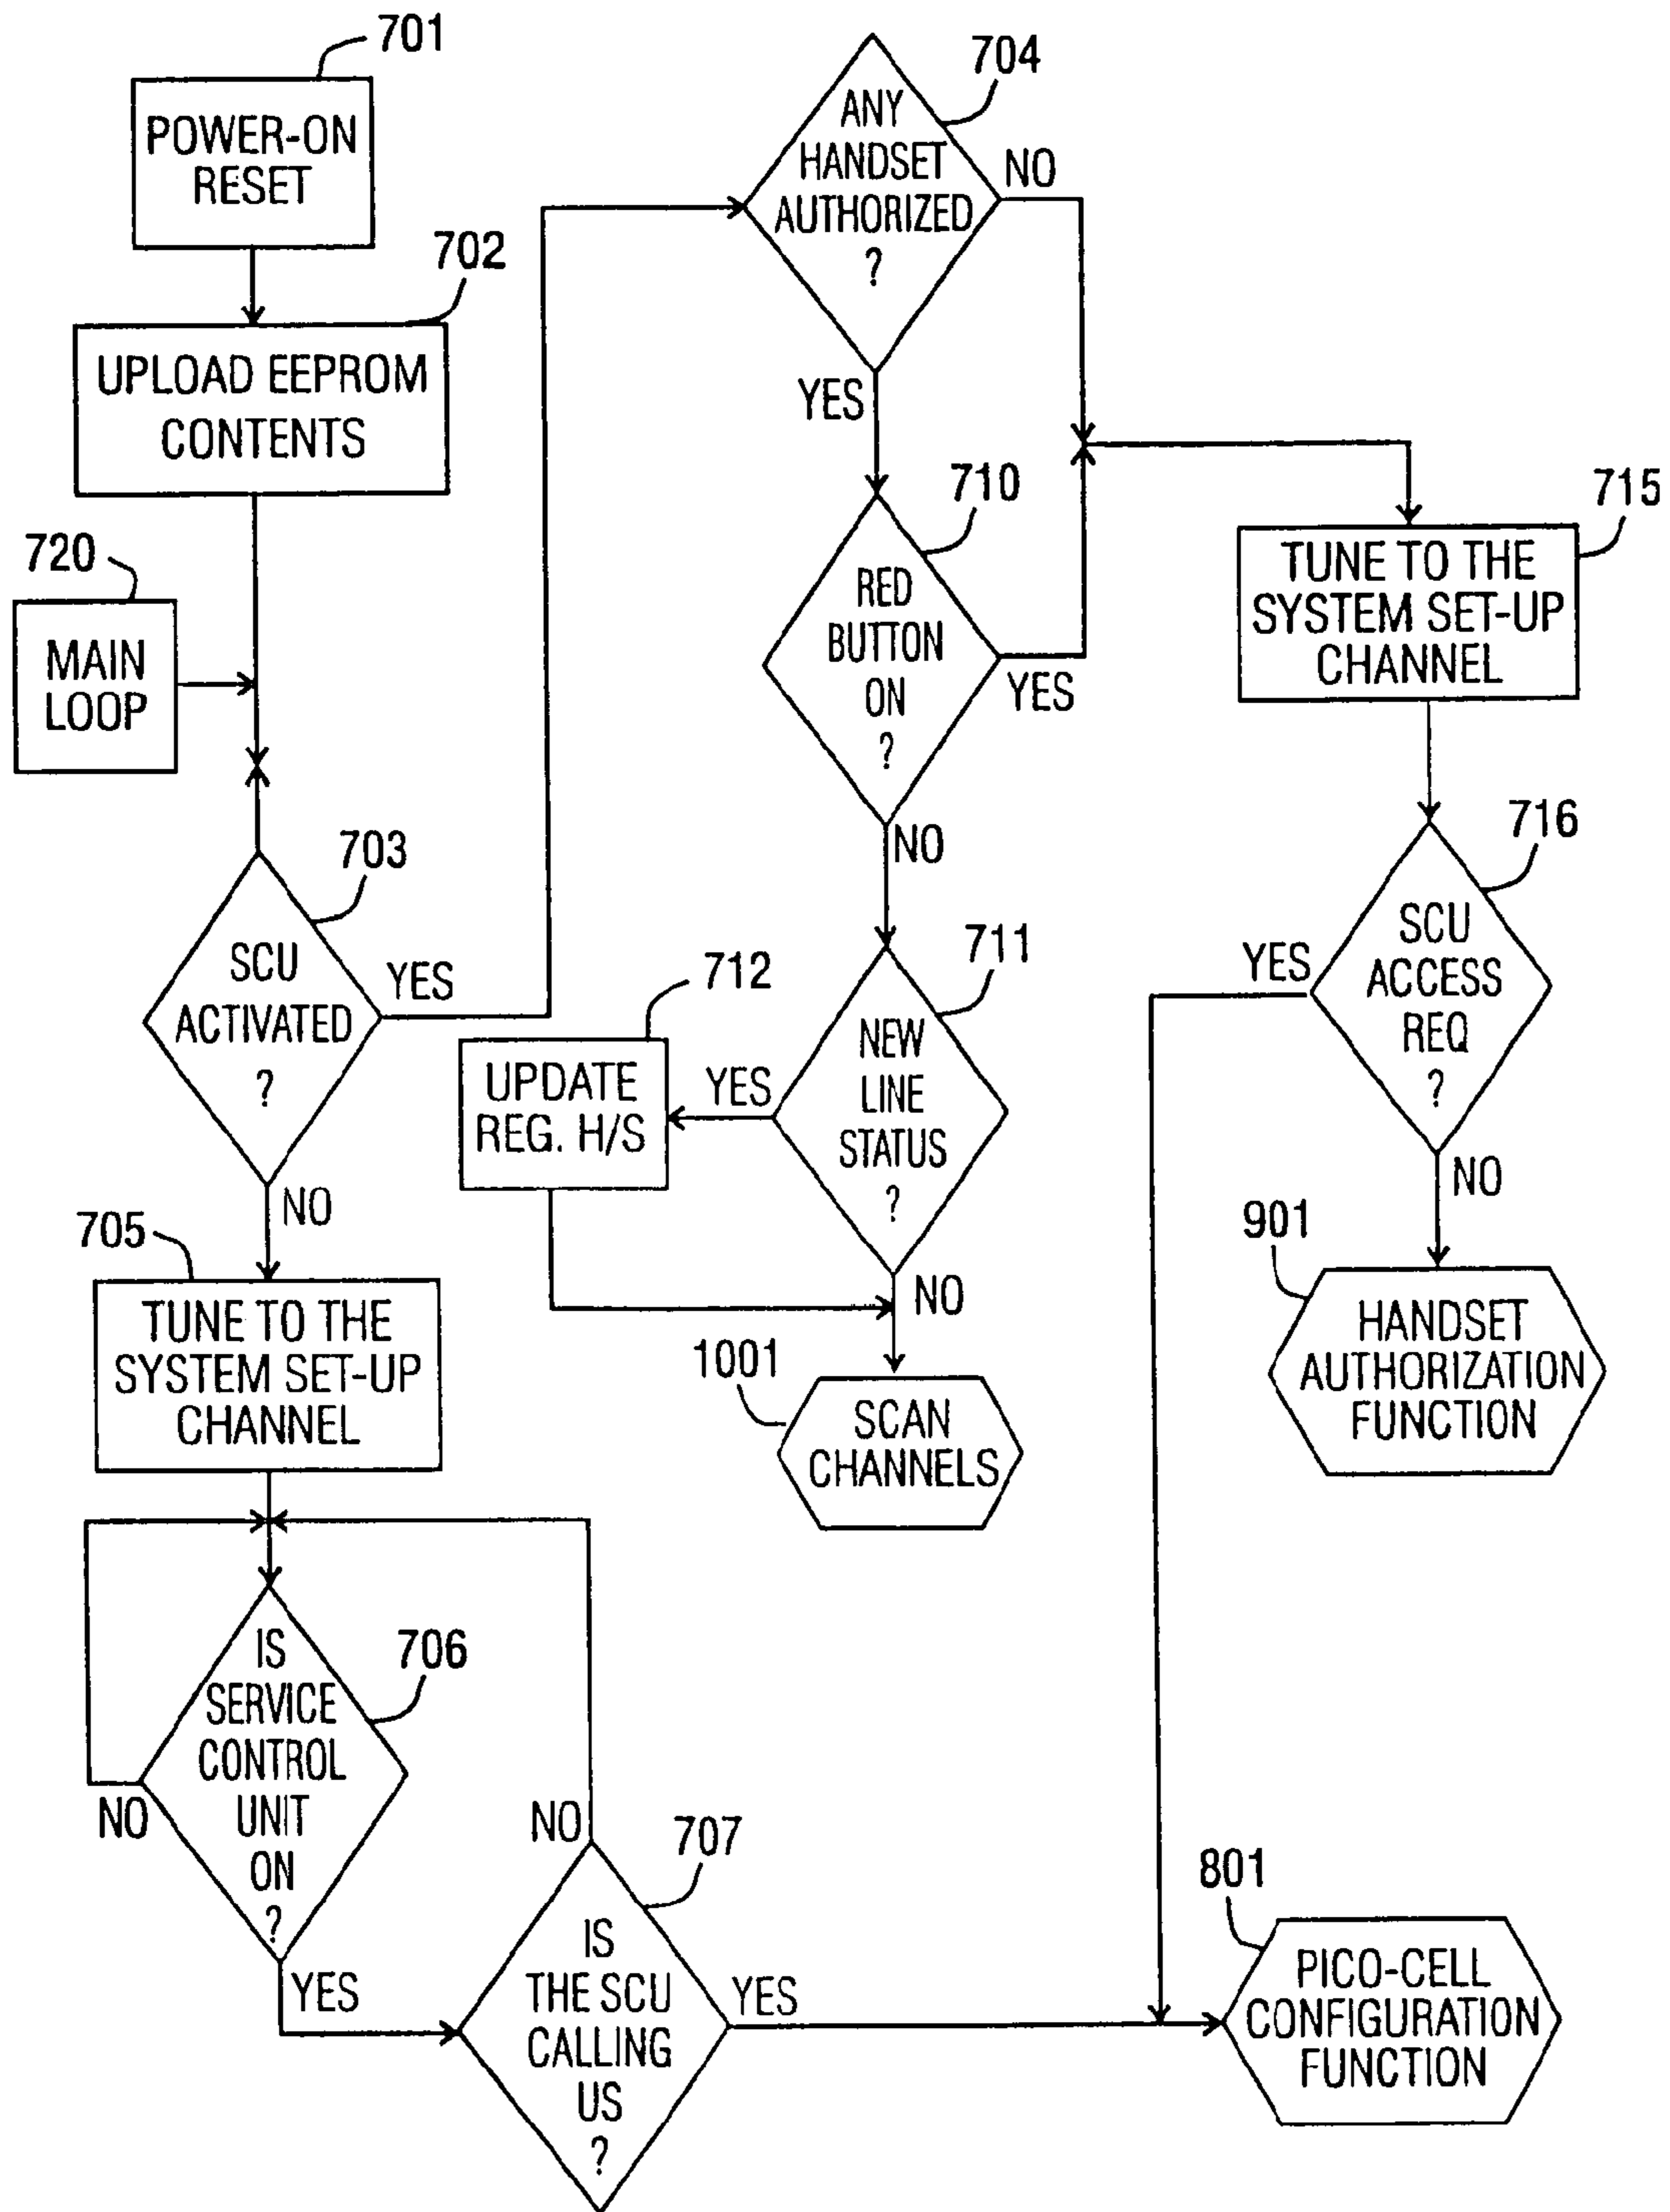 701
POWER-ON
RESET
702
UPLOAD EEPROM
CONTENTS
720
MAIN
LOOP
703
SCU
ACTIVATED
?
YES
NO
705
TUNE TO THE
SYSTEM SET-UP
CHANNEL
706
IS
SERVICE
CONTROL
UNIT
ON
?
NO
YES
707
NO
IS
THE SCU
CALLING
US
?
YES
704
ANY
HANDSET
AUTHORIZED
?
NO
YES
710
RED
BUTTON
ON
?
YES
NO
711
NEW
LINE
STATUS
?
YES
NO
712
UPDATE
REG. H/S
1001
SCAN
CHANNELS
715
TUNE TO THE
SYSTEM SET-UP
CHANNEL
716
SCU
ACCESS
REQ
?
YES
NO
901
HANDSET
AUTHORIZATION
FUNCTION
801
PICO-CELL
CONFIGURATION
FUNCTION